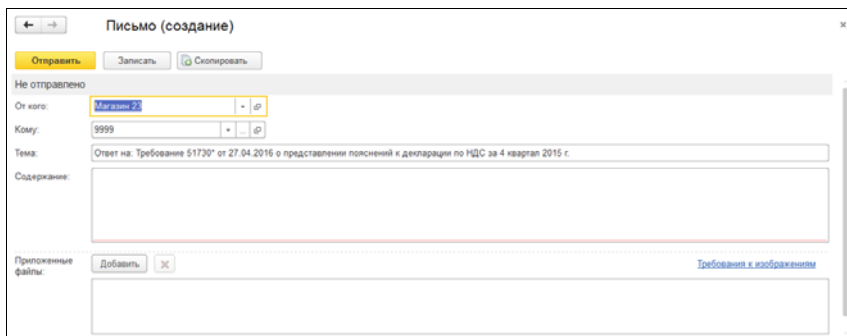 Письмо (создание)
Отправить Записать Скопировать
Не отправлено
От кого: Магазин 23
Кому: 9999
Тема: Ответ на: Требование 51730* от 27.04.2016 о представлении пояснений к декларации по НДС за 4 квартал 2015 г.
Содержание:
Приложенные файлы: Добавить Требования к изображениям